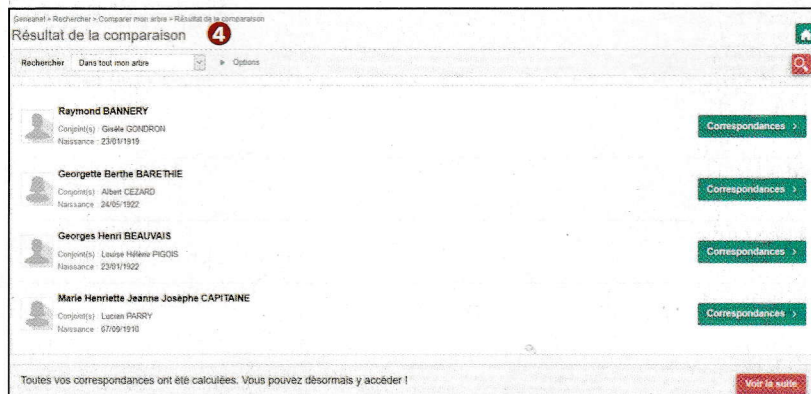 Geneanet > Rechercher > Comparer mon arbre > Résultat de la comparaison
Résultat de la comparaison 4
Rechercher Dans tout mon arbre Options
Raymond BANNERY
Conjoint(s) : Gisèle GONDRON
Naissance : 23/01/1919
Correspondances >
Georgette Berthe BARETHIE
Conjoint(s) : Albert CEZARD
Naissance : 24/05/1922
Correspondances >
Georges Henri BEAUVAIS
Conjoint(s) : Louise Hélène PIGOIS
Naissance : 23/01/1922
Correspondances >
Marie Henriette Jeanne Josèphe CAPITAINE
Conjoint(s) : Lucien PARRY
Naissance : 07/09/1910
Correspondances >
Toutes vos correspondances ont été calculées. Vous pouvez désormais y accéder !
Voir la suite